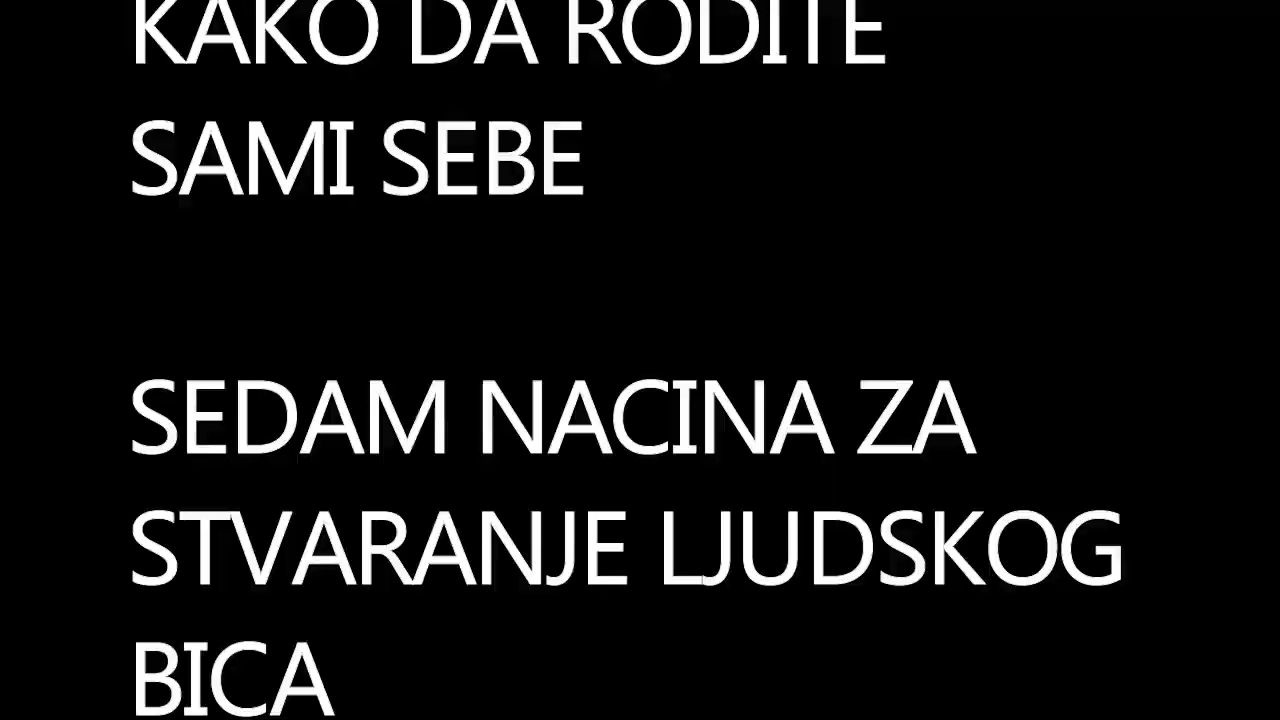 KAKO DA RODITE
SAMI SEBE
SEDAM NACINA ZA
STVARANJE LJUDSKOG
BICA